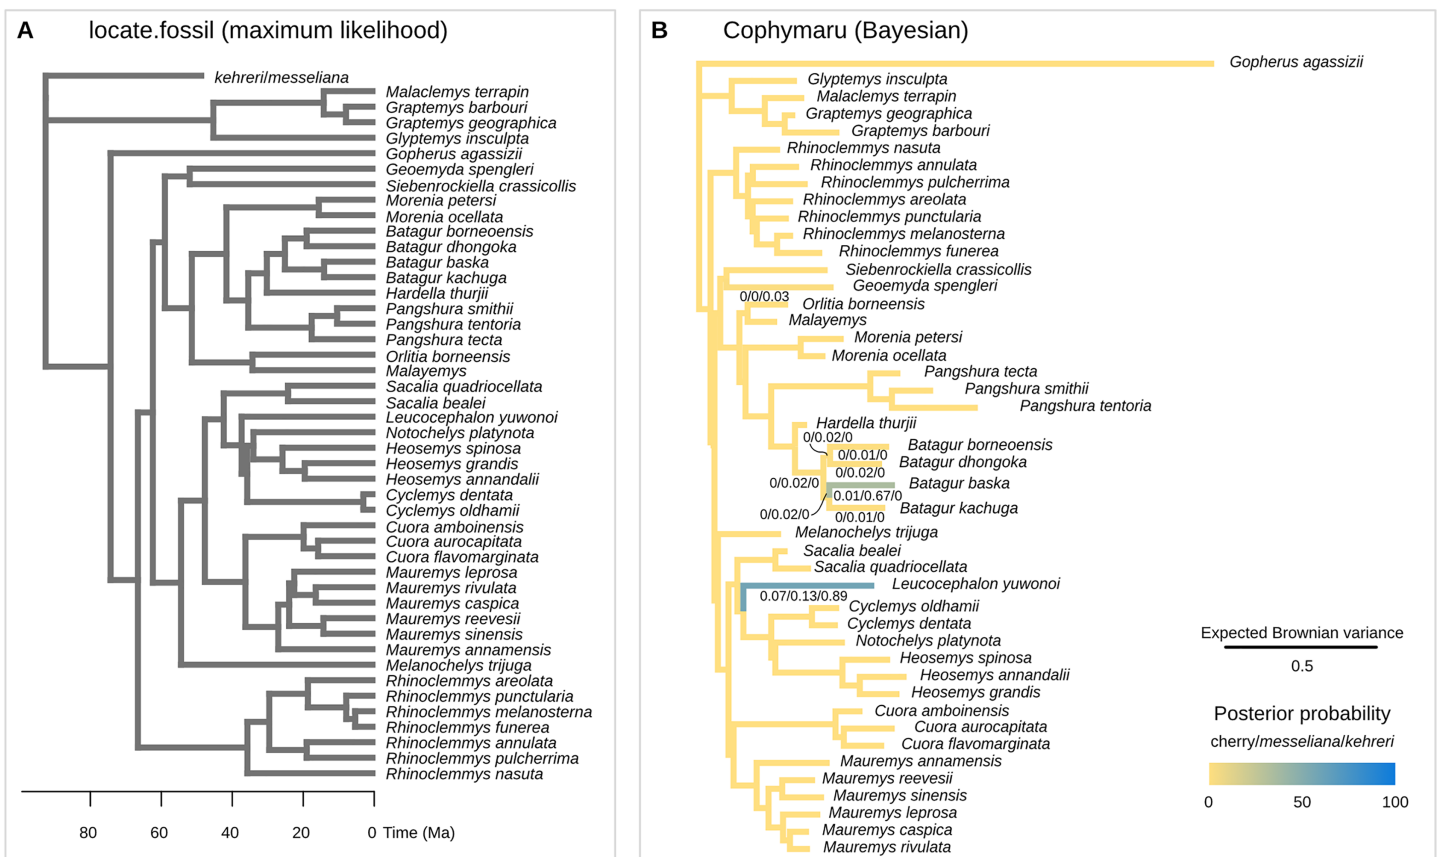 A locate.fossil (maximum likelihood)
kehreri/messeliana
Malaclemys terrapin
Graptemys barbouri
Graptemys geographica
Glyptemys insculpta
Gopherus agassizii
Geoemyda spengleri
Siebenrockiella crassicollis
Morenia petersi
Morenia ocellata
Batagur borneoensis
Batagur dhongoka
Batagur baska
Batagur kachuga
Hardella thurjii
Pangshura smithii
Pangshura tentoria
Pangshura tecta
Orlitia borneensis
Malayemys
Sacalia quadriocellata
Sacalia bealei
Leucocephalon yuwonoi
Notochelys platynota
Heosemys spinosa
Heosemys grandis
Heosemys annandalii
Cyclemys dentata
Cyclemys oldhamii
Cuora amboinensis
Cuora aurocapitata
Cuora flavomarginata
Mauremys leprosa
Mauremys rivulata
Mauremys caspica
Mauremys reevesii
Mauremys sinensis
Mauremys annamensis
Melanochelys trijuga
Rhinoclemmys areolata
Rhinoclemmys punctularia
Rhinoclemmys melanosterna
Rhinoclemmys funerea
Rhinoclemmys annulata
Rhinoclemmys pulcherrima
Rhinoclemmys nasuta
80 60 40 20 0 Time (Ma)
B Cophymaru (Bayesian)
Gopherus agassizii
Glyptemys insculpta
Malaclemys terrapin
Graptemys geographica
Graptemys barbouri
Rhinoclemmys nasuta
Rhinoclemmys annulata
Rhinoclemmys pulcherrima
Rhinoclemmys areolata
Rhinoclemmys punctularia
Rhinoclemmys melanosterna
Rhinoclemmys funerea
Siebenrockiella crassicollis
Geoemyda spengleri
0/0/0.03
Orlitia borneensis
Malayemys
Morenia petersi
Morenia ocellata
Pangshura tecta
Pangshura smithii
Pangshura tentoria
Hardella thurjii
0/0.02/0
Batagur borneoensis
0/0.01/0
Batagur dhongoka
0/0.02/0
0/0.02/0
Batagur baska
0.01/0.67/0
Batagur kachuga
0/0.02/0
0/0.01/0
Melanochelys trijuga
Sacalia bealei
Sacalia quadriocellata
Leucocephalon yuwonoi
0.07/0.13/0.89
Cyclemys oldhamii
Cyclemys dentata
Notochelys platynota
Heosemys spinosa
Heosemys annandalii
Heosemys grandis
Cuora amboinensis
Cuora aurocapitata
Cuora flavomarginata
Mauremys annamensis
Mauremys reevesii
Mauremys sinensis
Mauremys leprosa
Mauremys caspica
Mauremys rivulata
Expected Brownian variance
0.5
Posterior probability
cherry/messeliana/kehreri
0 50 100